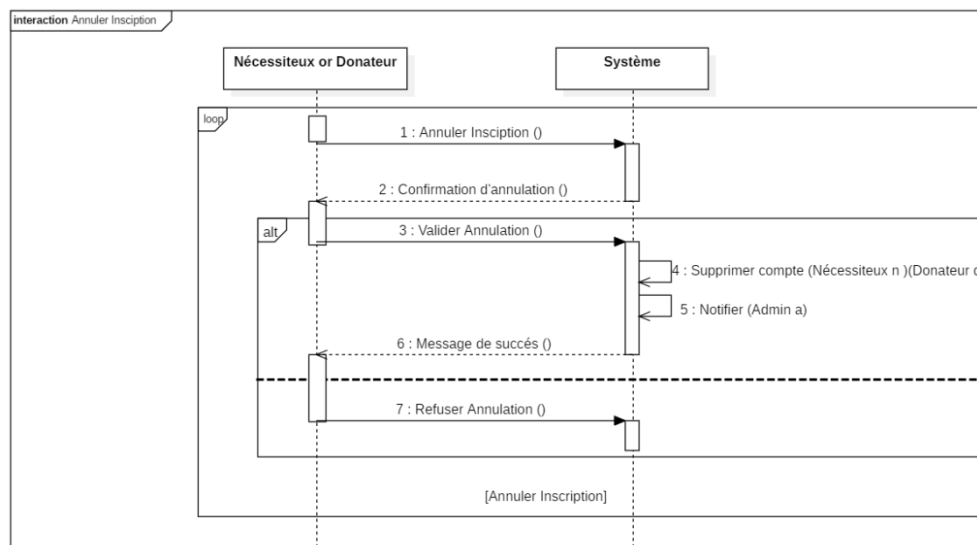 interaction Annuler Insciption
Nécessiteux or Donateur
Système
loop
1 : Annuler Insciption ()
2 : Confirmation d'annulation ()
alt
3 : Valider Annulation ()
4 : Supprimer compte (Nécessiteux n )(Donateur
5 : Notifier (Admin a)
6 : Message de succés ()
7 : Refuser Annulation ()
[Annuler Inscription]